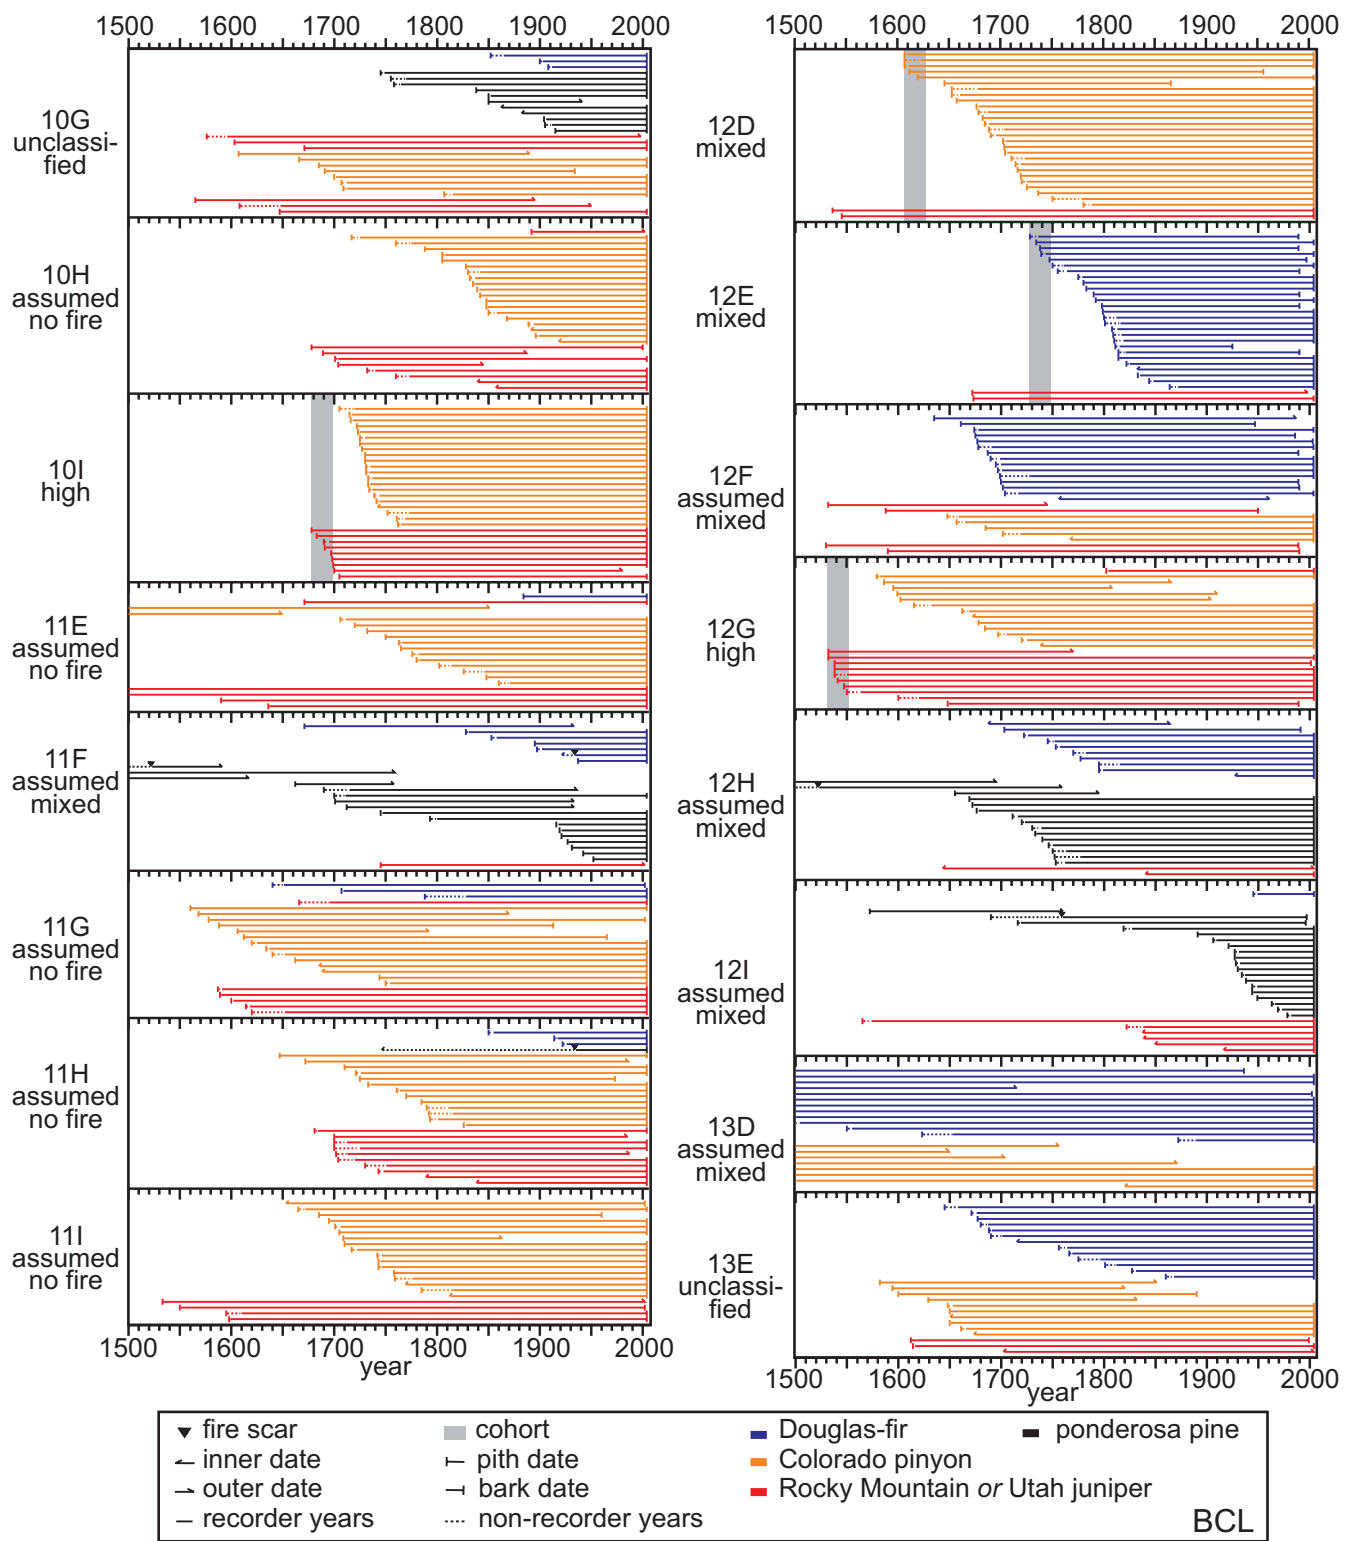 1500 1600 1700 1800 1900 2000
10G
unclassi-
fied
10H
assumed
no fire
10I
high
11E
assumed
no fire
11F
assumed
mixed
11G
assumed
no fire
11H
assumed
no fire
11I
assumed
no fire
1500 1600 1700 1800 1900 2000
year
1500 1600 1700 1800 1900 2000
12D
mixed
12E
mixed
12F
assumed
mixed
12G
high
12H
assumed
mixed
12I
assumed
mixed
13D
assumed
mixed
13E
unclassi-
fied
1500 1600 1700 1800 1900 2000
year
fire scar cohort Douglas-fir ponderosa pine
inner date pith date Colorado pinyon
outer date bark date Rocky Mountain or Utah juniper
recorder years non-recorder years BCL